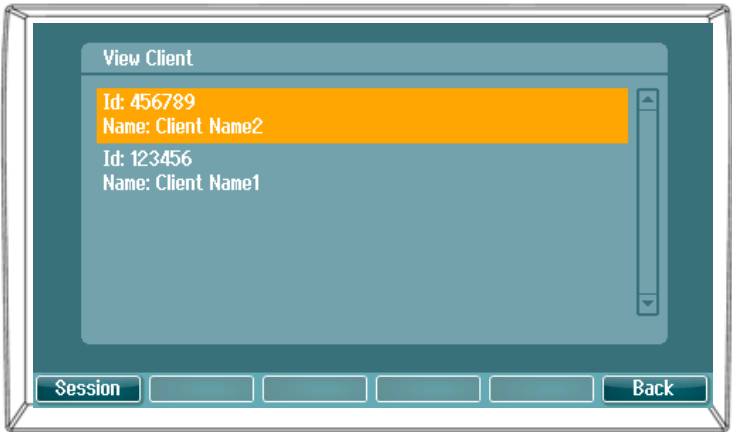 View Client
Id: 456789
Name: Client Name2
Id: 123456
Name: Client Name1
Session
Back